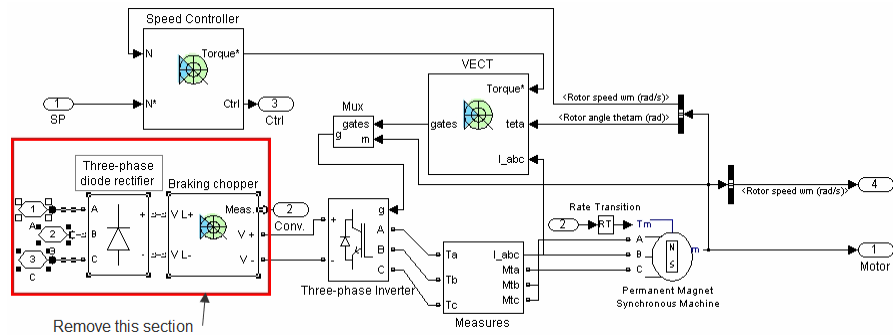 Speed Controller
N
Torque*
N*
Ctrl
1
SP
3
Ctrl
VECT
Torque*
gates
teta
I_abc
<Rotor speed wm (rad/s)>
<Rotor angle thetam (rad)>
Mux
gates
g
m
<Rotor speed wm (rad/s)>
4
Three-phase
diode rectifier
Braking chopper
1
A
2
B
3
C
A
B
C
+
-
V L+
V L-
Meas.
V +
V -
2
Conv.
+
-
g
A
B
C
Three-phase Inverter
Ta
Tb
Tc
I_abc
Mta
Mtb
Mtc
Measures
Rate Transition
2
RT
Tm
A
B
C
N
S
m
Permanent Magnet
Synchronous Machine
1
Motor
Remove this section